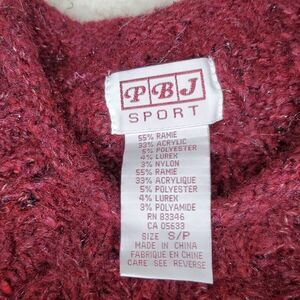 PBJ
SPORT
55% RAMIE
33% ACRYLIC
5% POLYESTER
4% LUREX
3% NYLON
55% RAMIE
33% ACRYLIQUE
5% POLYESTER
4% LUREX
3% POLYAMIDE
RN 83346
CA 05633
SIZE S/P
MADE IN CHINA
FABRIQUÉ EN CHINE
CARE SEE REVERSE